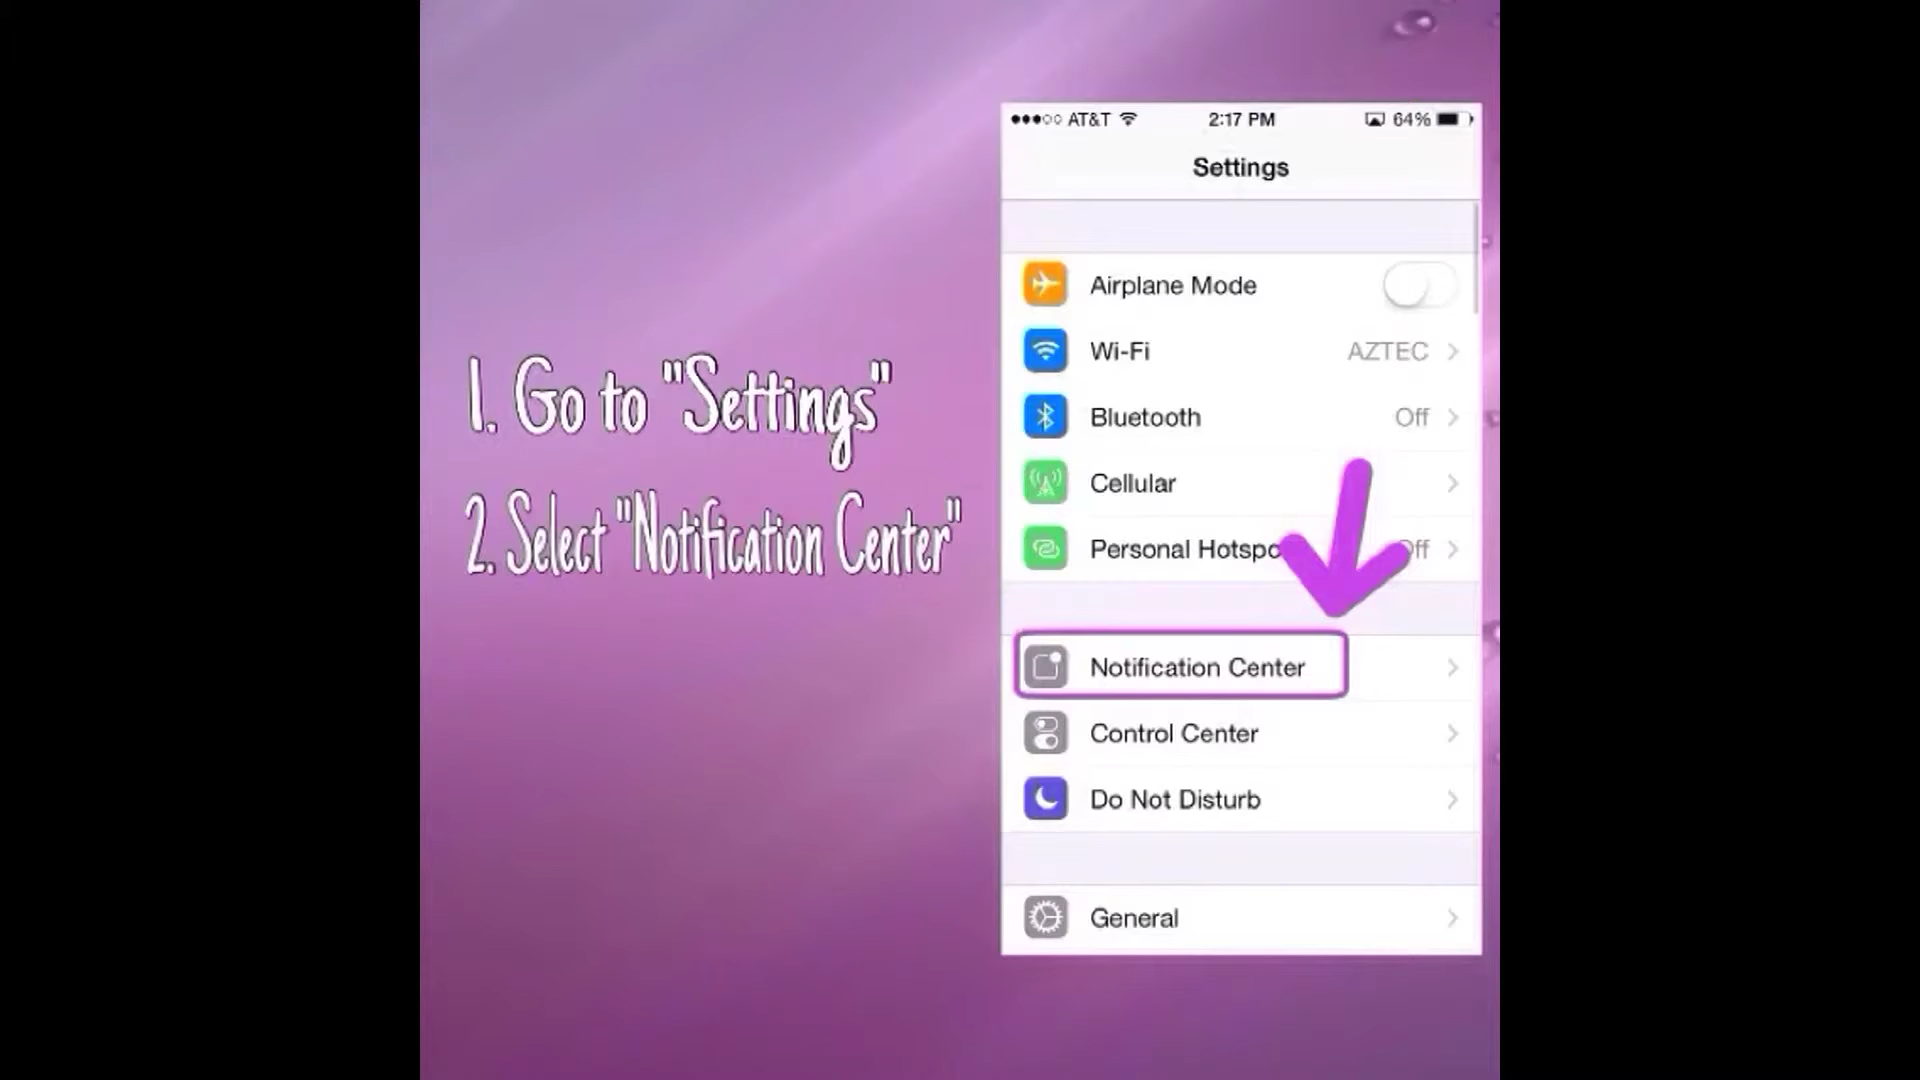 1. Go to "Settings"
2. Select "Notification Center"
AT&T 2:17 PM 64%
Settings
Airplane Mode
Wi-Fi AZTEC
Bluetooth Off
Cellular
Personal Hotspo Off
Notification Center
Control Center
Do Not Disturb
General